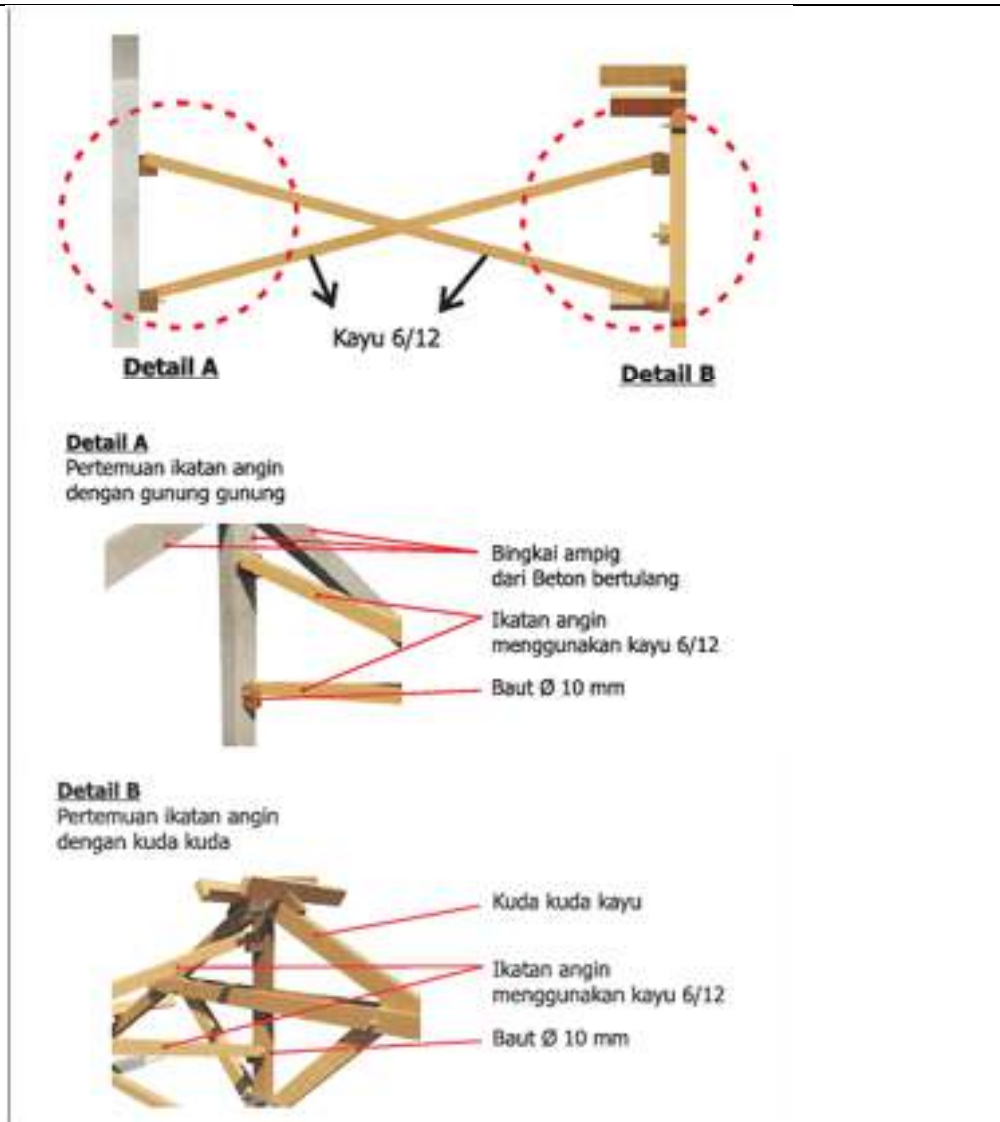 Kayu 6/12
Detail A
Detail B
Detail A
Pertemuan ikatan angin
dengan gunung gunung
Bingkai ampig
dari Beton bertulang
Ikatan angin
menggunakan kayu 6/12
Baut Ø 10 mm
Detail B
Pertemuan ikatan angin
dengan kuda kuda
Kuda kuda kayu
Ikatan angin
menggunakan kayu 6/12
Baut Ø 10 mm